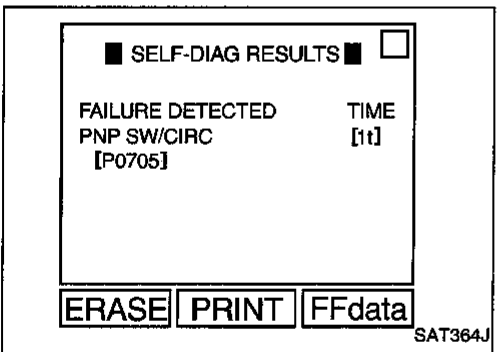 SELF-DIAG RESULTS
FAILURE DETECTED TIME
PNP SW/CIRC [1t]
[P0705]
ERASE PRINT FFdata
SAT364J